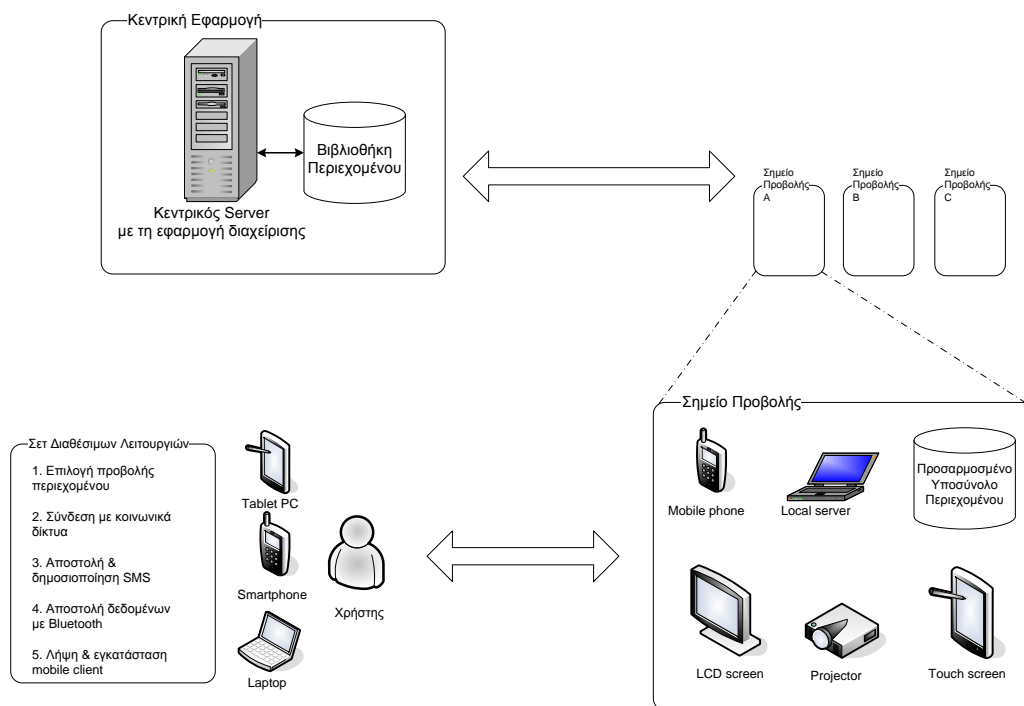 Κεντρική Εφαρμογή
Βιβλιοθήκη
Περιεχομένου
Κεντρικός Server
με τη εφαρμογή διαχείρισης
Σημείο
Προβολής
A
Σημείο
Προβολής
B
Σημείο
Προβολής
C
Σετ Διαθέσιμων Λειτουργιών
1. Επιλογή προβολής
περιεχομένου
2. Σύνδεση με κοινωνικά
δίκτυα
3. Αποστολή &
δημοσιοποίηση SMS
4. Αποστολή δεδομένων
με Bluetooth
5. Λήψη & εγκατάσταση
mobile client
Tablet PC
Smartphone
Laptop
Χρήστης
Σημείο Προβολής
Mobile phone
Local server
Προσαρμοσμένο
Υποσύνολο
Περιεχομένου
LCD screen
Projector
Touch screen